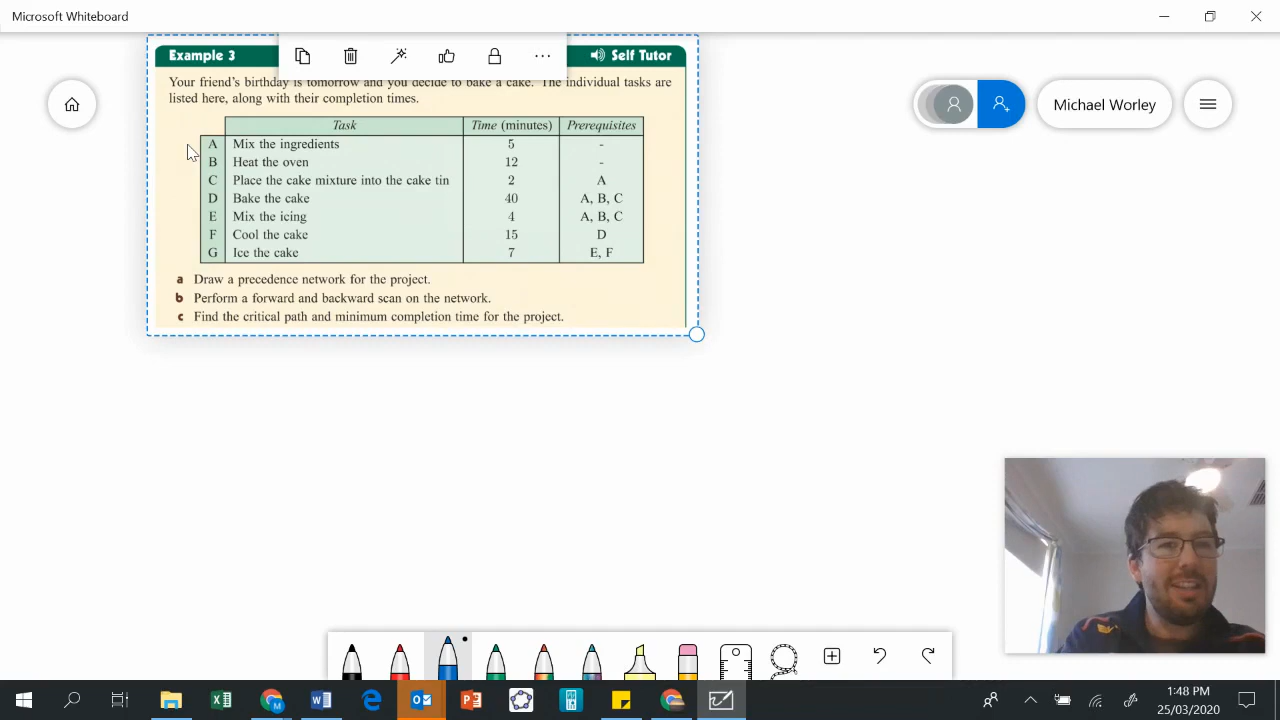 Microsoft Whiteboard
Example 3
Self Tutor
Your friend's birthday is tomorrow and you decide to bake a cake. The individual tasks are
listed here, along with their completion times.
Task Time (minutes) Prerequisites
A Mix the ingredients 5 -
B Heat the oven 12 -
C Place the cake mixture into the cake tin 2 A
D Bake the cake 40 A, B, C
E Mix the icing 4 A, B, C
F Cool the cake 15 D
G Ice the cake 7 E, F
a Draw a precedence network for the project.
b Perform a forward and backward scan on the network.
c Find the critical path and minimum completion time for the project.
Michael Worley
1:48 PM
25/03/2020